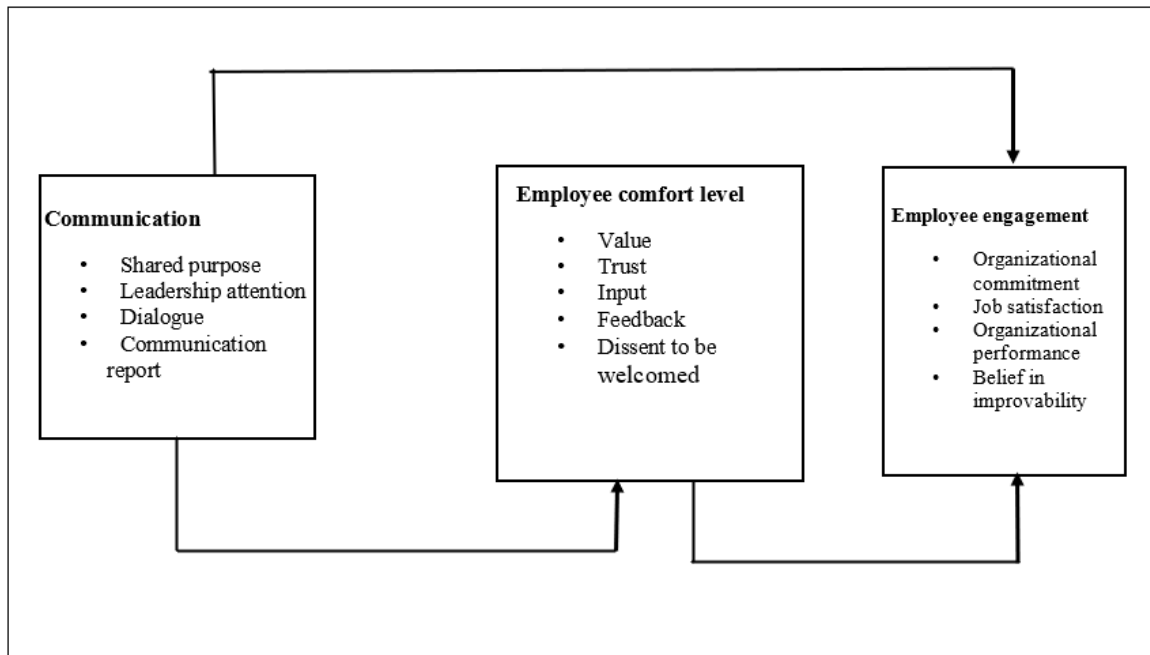 Communication
• Shared purpose
• Leadership attention
• Dialogue
• Communication
report
Employee comfort level
• Value
• Trust
• Input
• Feedback
• Dissent to be
welcomed
Employee engagement
• Organizational
commitment
• Job satisfaction
• Organizational
performance
• Belief in
improvability